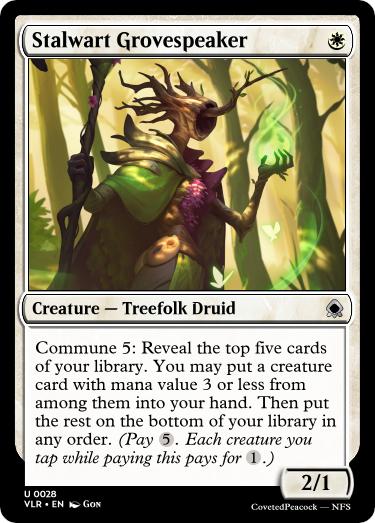 Stalwart Grovespeaker
Creature — Treefolk Druid
Commune 5: Reveal the top five cards
of your library. You may put a creature
card with mana value 3 or less from
among them into your hand. Then put
the rest on the bottom of your library in
any order. (Pay 5. Each creature you
tap while paying this pays for 1.)
2/1
U 0028
VLR • EN Gon
CovetedPeacock — NFS